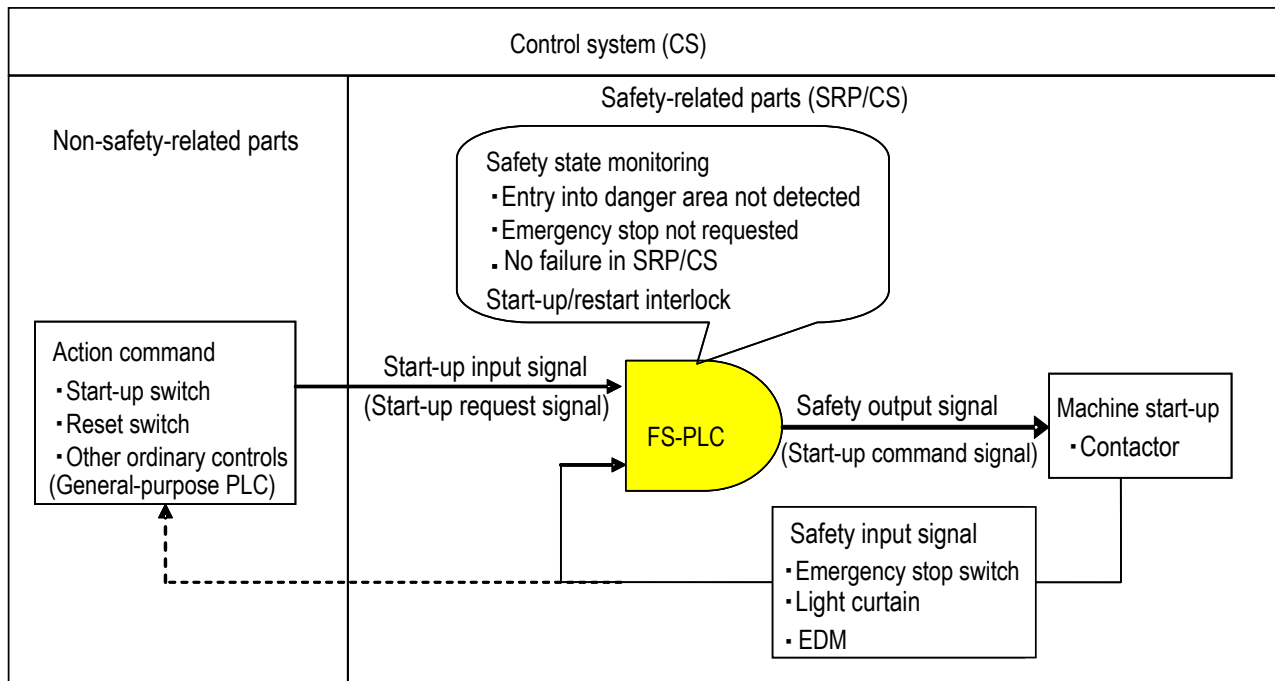 Control system (CS)
Safety-related parts (SRP/CS)
Non-safety-related parts
Safety state monitoring
・Entry into danger area not detected
・Emergency stop not requested
・No failure in SRP/CS
Start-up/restart interlock
Action command
・Start-up switch
・Reset switch
・Other ordinary controls
(General-purpose PLC)
Start-up input signal
(Start-up request signal)
FS-PLC
Safety output signal
(Start-up command signal)
Machine start-up
・Contactor
Safety input signal
・Emergency stop switch
・Light curtain
・EDM